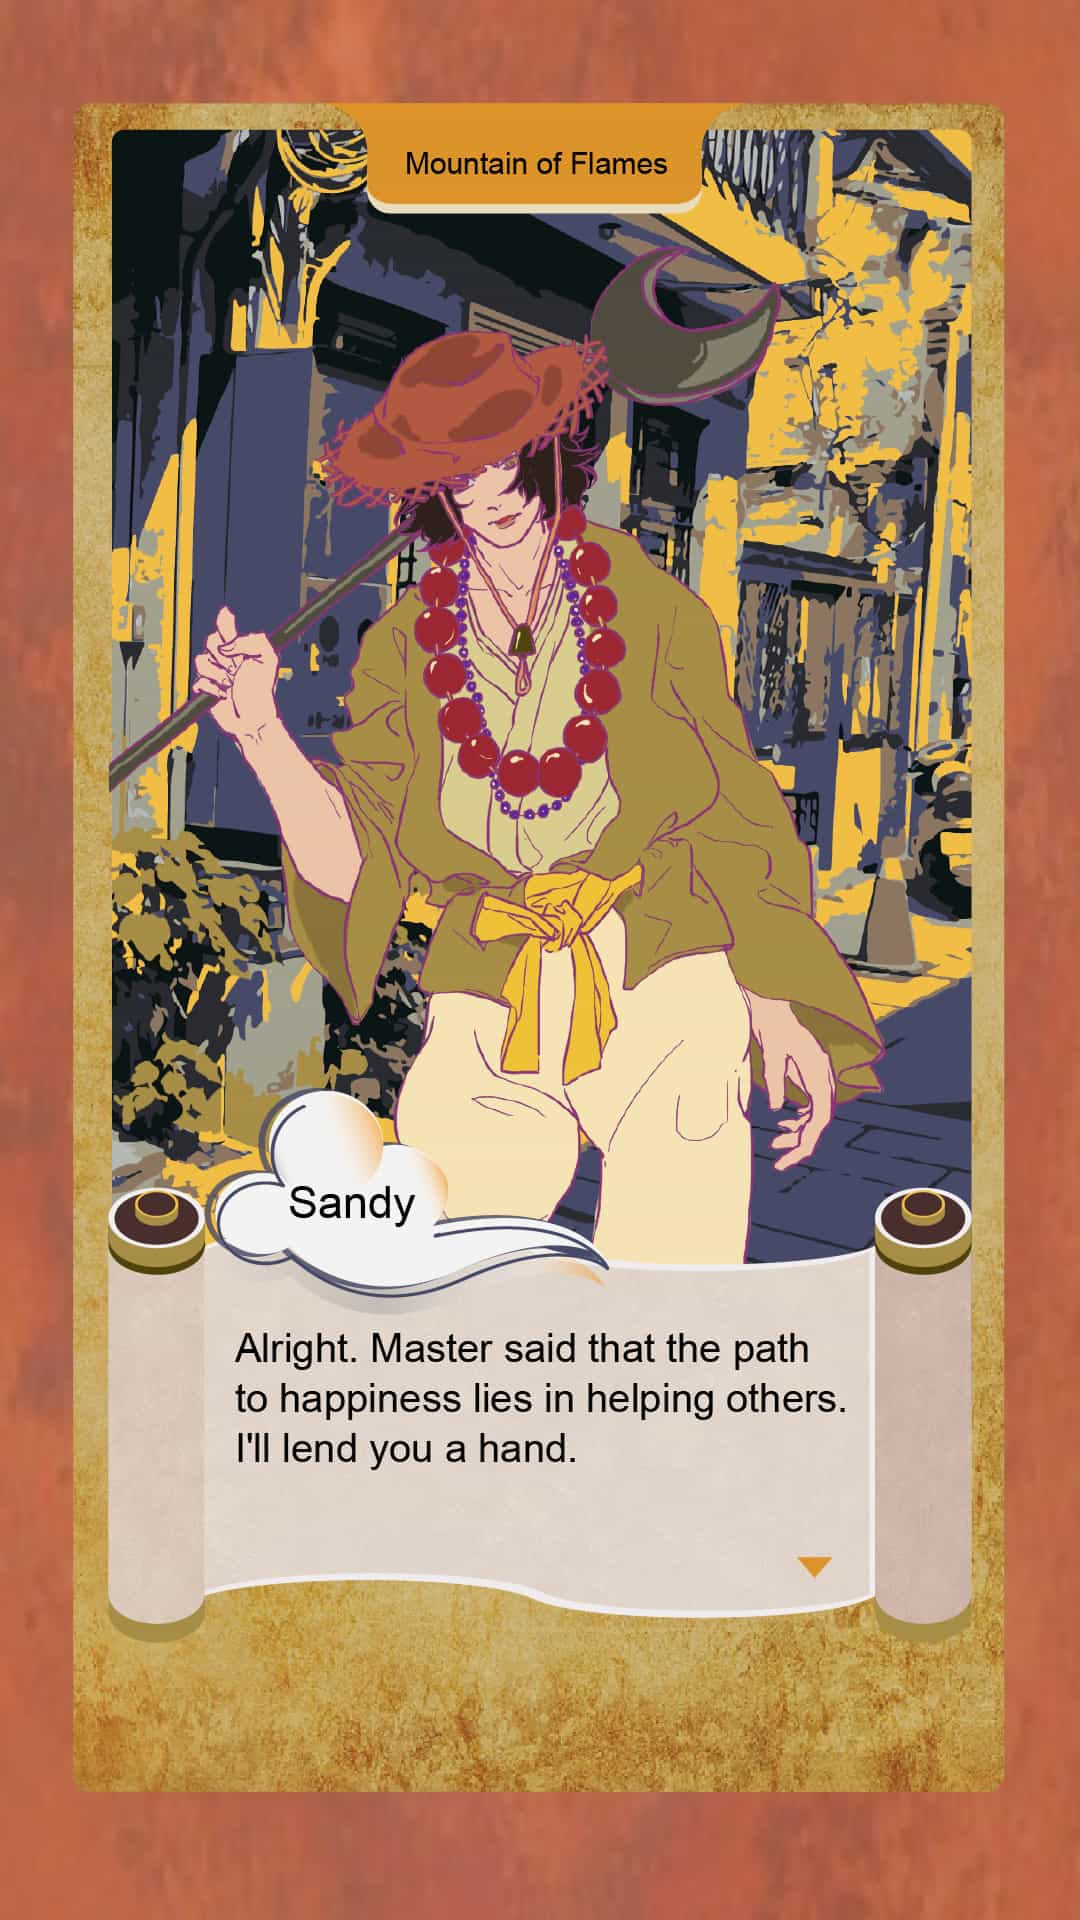 Mountain of Flames
Sandy
Alright. Master said that the path
to happiness lies in helping others.
I'll lend you a hand.